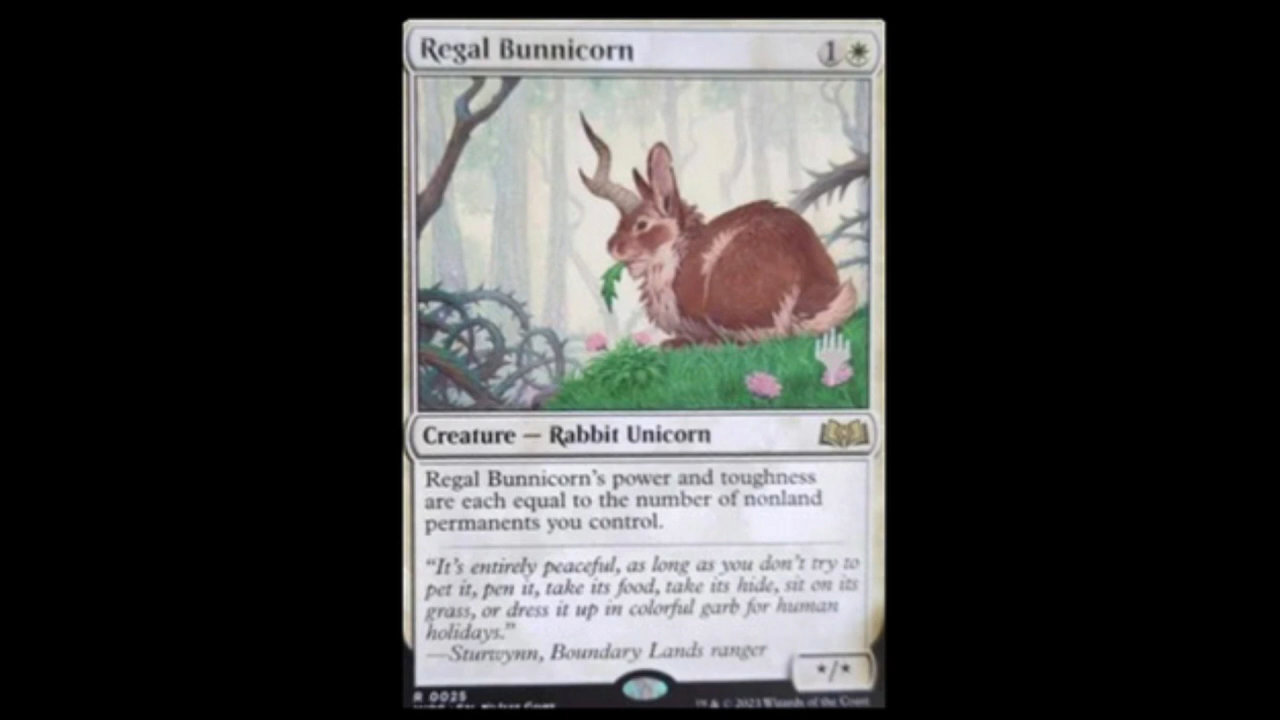 Regal Bunnicorn 1
Creature — Rabbit Unicorn
Regal Bunnicorn's power and toughness
are each equal to the number of nonland
permanents you control.
"It's entirely peaceful, as long as you don't try to
pet it, pen it, take its food, take its hide, sit on its
grass, or dress it up in colorful garb for human
holidays."
—Sturwynn, Boundary Lands ranger
*/*
R 0025
™ & © 2023 Wizards of the Coast